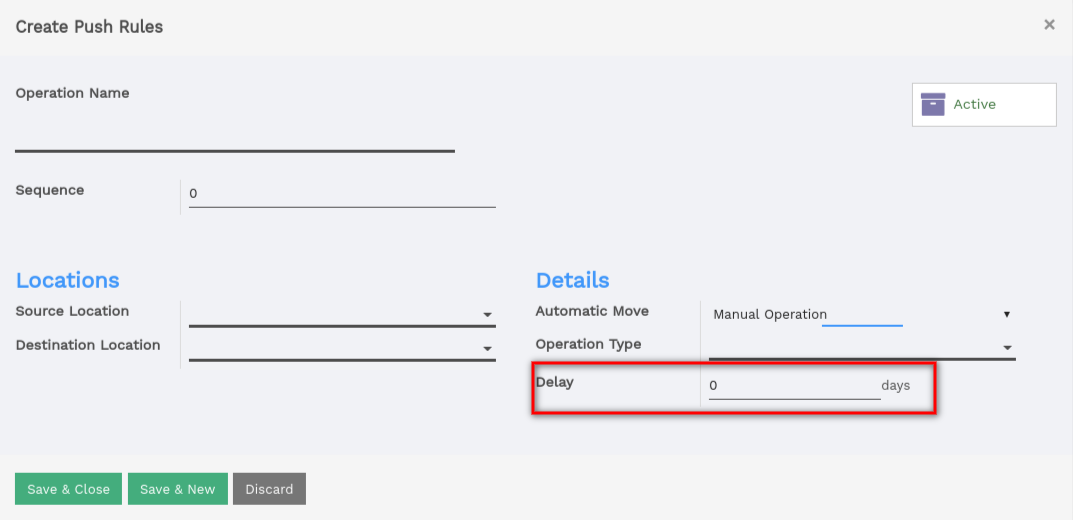 Create Push Rules ×
Operation Name
Active
Sequence 0
Locations
Source Location
Destination Location
Details
Automatic Move Manual Operation
Operation Type
Delay 0 days
Save & Close Save & New Discard